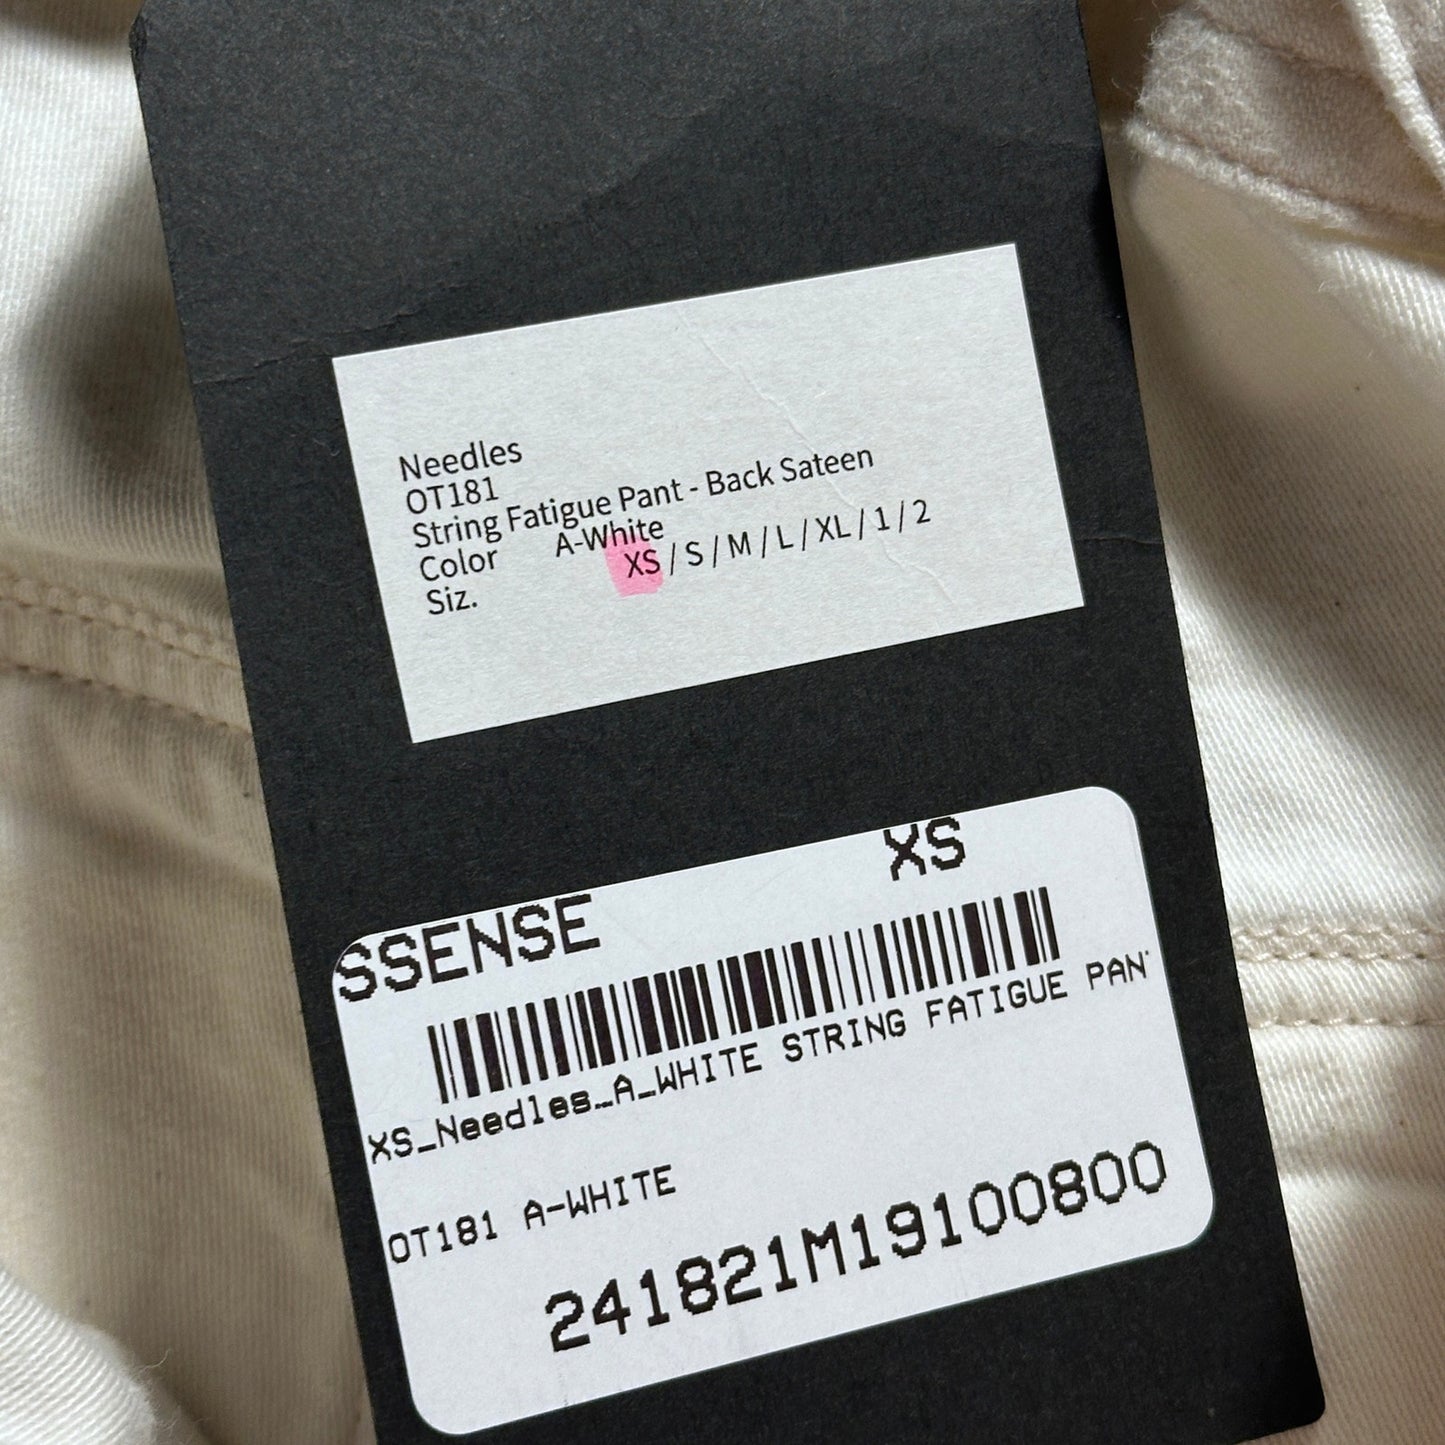 Needles
OT181
String Fatigue Pant - Back Sateen
Color A-White
Siz. XS / S / M / L / XL / 1 / 2
SSENSE XS
XS_Needles_A_WHITE STRING FATIGUE PAN
OT181 A-WHITE
241821M19100800